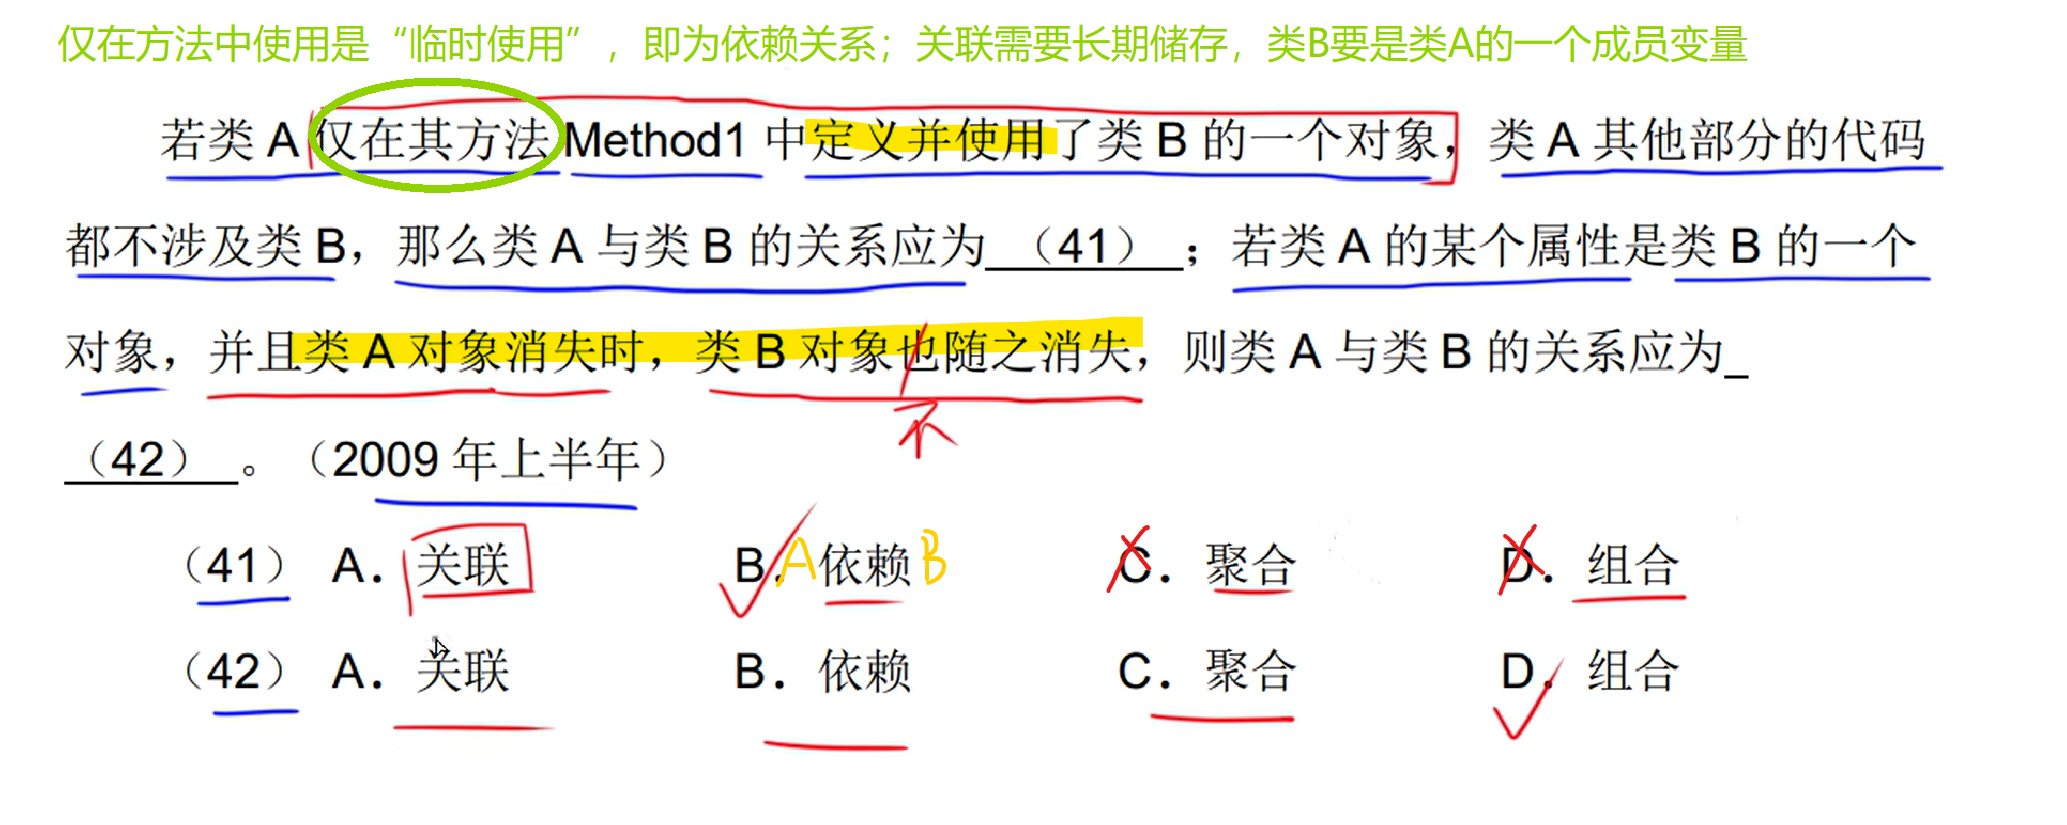 仅在方法中使用是“临时使用”，即为依赖关系；关联需要长期储存，类B要是类A的一个成员变量
若类 A 仅在其方法 Method1 中定义并使用了类 B 的一个对象，类 A 其他部分的代码
都不涉及类 B，那么类 A 与类 B 的关系应为 （41） ；若类 A 的某个属性是类 B 的一个
对象，并且类 A 对象消失时，类 B 对象也随之消失，则类 A 与类 B 的关系应为
不
（42） 。（2009 年上半年）
（41） A. 关联 B. A 依赖 B C. 聚合 D. 组合
（42） A. 关联 B. 依赖 C. 聚合 D. 组合